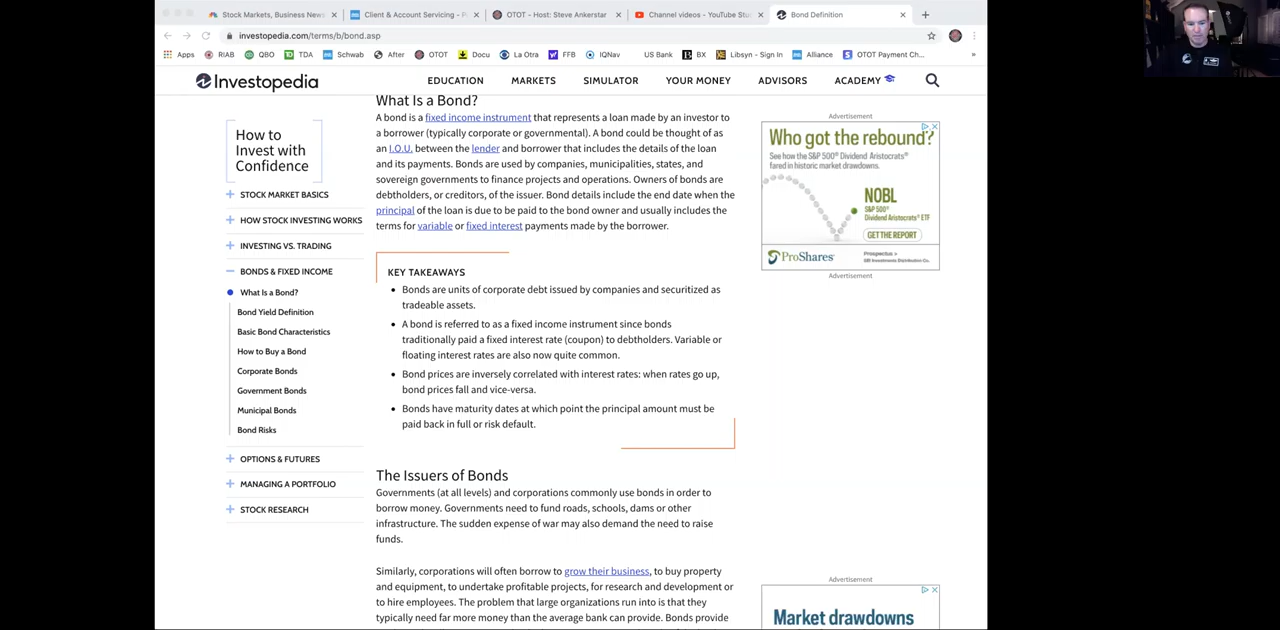 Stock Markets, Business News
Client & Account Servicing - P
OTOT - Host: Steve Ankerstar
Channel videos - YouTube Stu
Bond Definition
investopedia.com/terms/b/bond.asp
Apps RIAB QBO TDA Schwab After OTOT Docu La Otra FFB IQNav US Bank BX Libsyn - Sign In Alliance OTOT Payment Ch... »
Investopedia
EDUCATION MARKETS SIMULATOR YOUR MONEY ADVISORS ACADEMY
How to
Invest with
Confidence
STOCK MARKET BASICS
HOW STOCK INVESTING WORKS
INVESTING VS. TRADING
BONDS & FIXED INCOME
What Is a Bond?
Bond Yield Definition
Basic Bond Characteristics
How to Buy a Bond
Corporate Bonds
Government Bonds
Municipal Bonds
Bond Risks
OPTIONS & FUTURES
MANAGING A PORTFOLIO
STOCK RESEARCH
What Is a Bond?
A bond is a fixed income instrument that represents a loan made by an investor to
a borrower (typically corporate or governmental). A bond could be thought of as
an I.O.U. between the lender and borrower that includes the details of the loan
and its payments. Bonds are used by companies, municipalities, states, and
sovereign governments to finance projects and operations. Owners of bonds are
debtholders, or creditors, of the issuer. Bond details include the end date when the
principal of the loan is due to be paid to the bond owner and usually includes the
terms for variable or fixed interest payments made by the borrower.
KEY TAKEAWAYS
• Bonds are units of corporate debt issued by companies and securitized as
tradeable assets.
• A bond is referred to as a fixed income instrument since bonds
traditionally paid a fixed interest rate (coupon) to debtholders. Variable or
floating interest rates are also now quite common.
• Bond prices are inversely correlated with interest rates: when rates go up,
bond prices fall and vice-versa.
• Bonds have maturity dates at which point the principal amount must be
paid back in full or risk default.
The Issuers of Bonds
Governments (at all levels) and corporations commonly use bonds in order to
borrow money. Governments need to fund roads, schools, dams or other
infrastructure. The sudden expense of war may also demand the need to raise
funds.
Similarly, corporations will often borrow to grow their business, to buy property
and equipment, to undertake profitable projects, for research and development or
to hire employees. The problem that large organizations run into is that they
typically need far more money than the average bank can provide. Bonds provide
Advertisement
Who got the rebound?
See how the S&P 500® Dividend Aristocrats®
fared in historic market drawdowns.
NOBL
S&P 500®
Dividend Aristocrats® ETF
GET THE REPORT
ProShares
Prospectus >
SEI Investments Distribution Co.
Advertisement
Advertisement
Market drawdowns